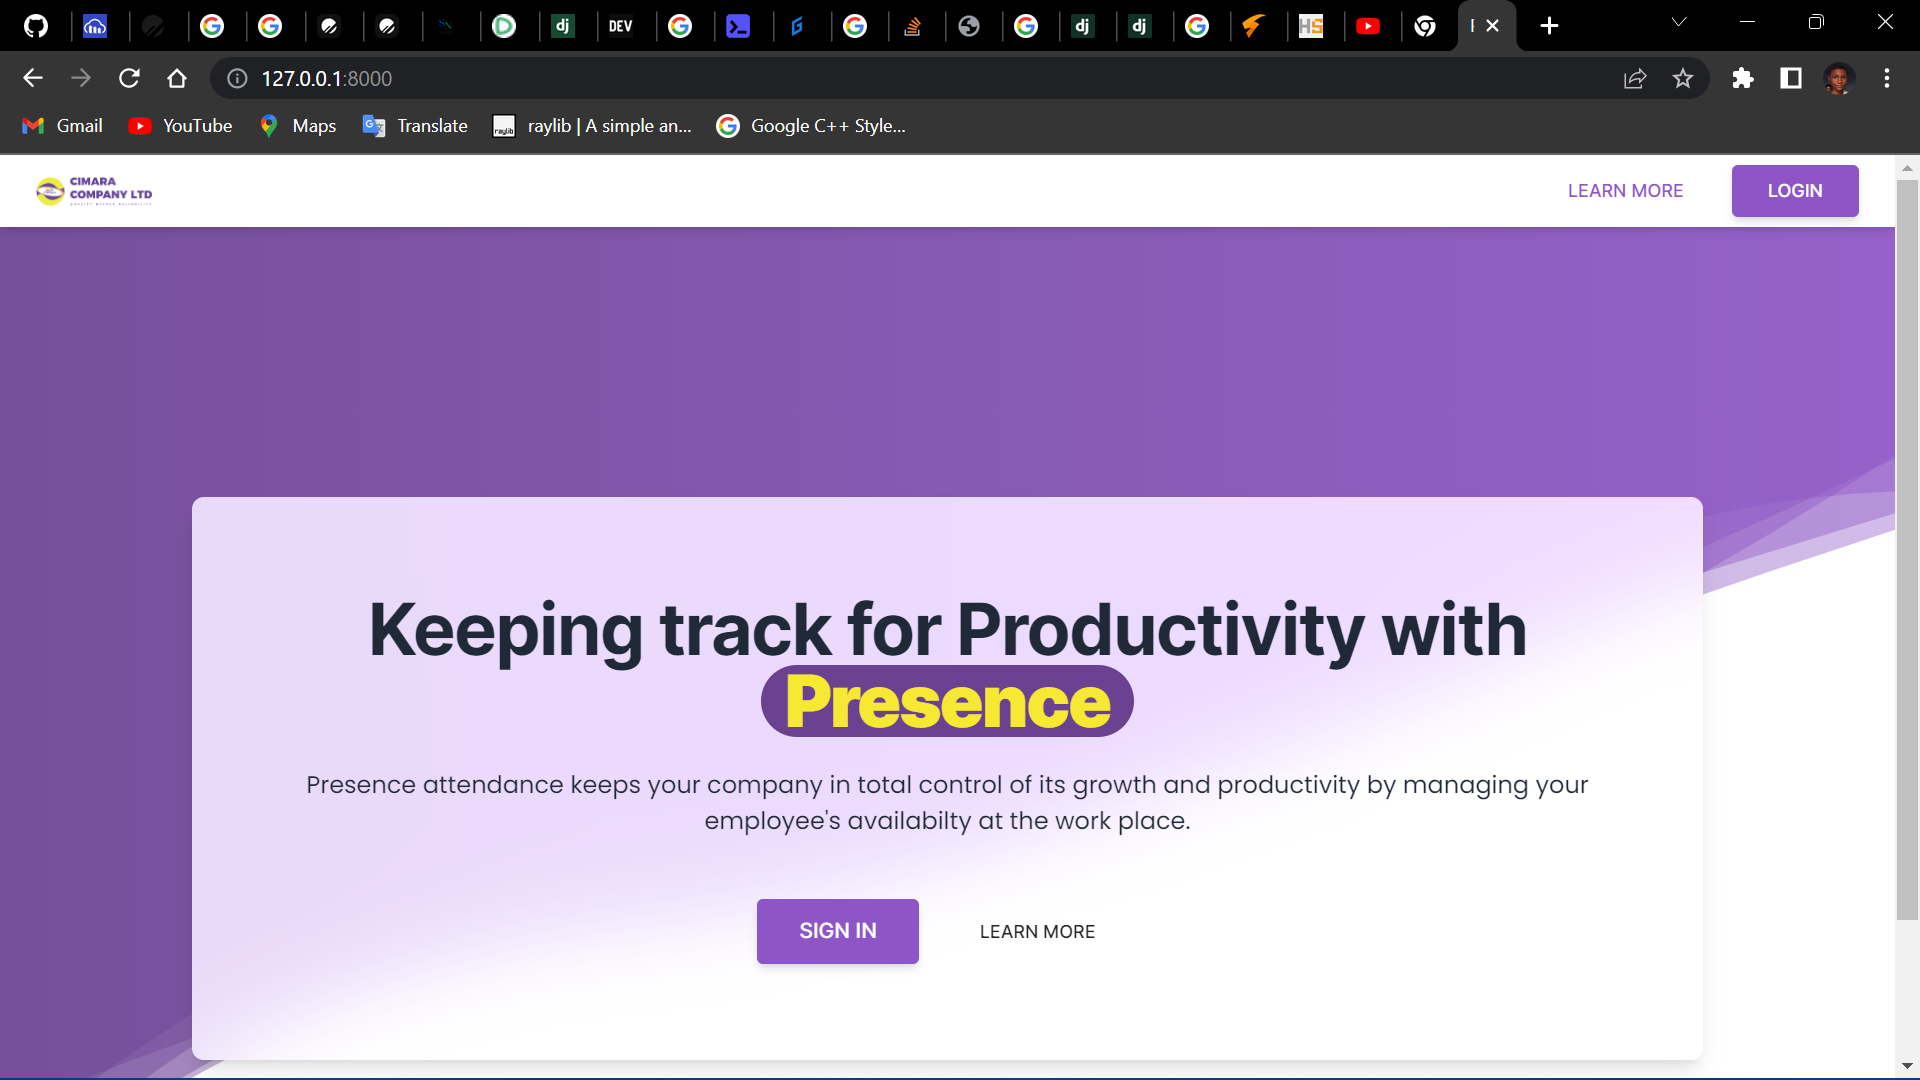 DEV
dj
dj
dj
HS
127.0.0.1:8000
Gmail
YouTube
Maps
Translate
raylib
raylib | A simple an...
Google C++ Style...
CIMARA
COMPANY LTD
LEARN MORE
LOGIN
Keeping track for Productivity with
Presence
Presence attendance keeps your company in total control of its growth and productivity by managing your
employee's availabilty at the work place.
SIGN IN
LEARN MORE